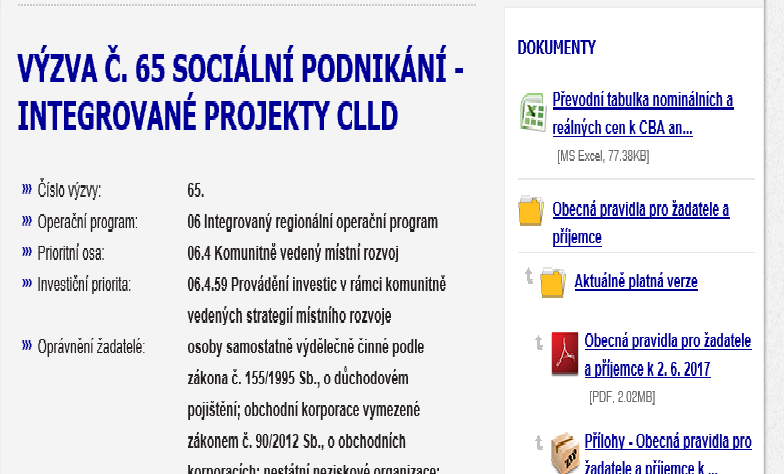 VÝZVA Č. 65 SOCIÁLNÍ PODNIKÁNÍ -
INTEGROVANÉ PROJEKTY CLLD
Číslo výzvy: 65.
Operační program: 06 Integrovaný regionální operační program
Prioritní osa: 06.4 Komunitně vedený místní rozvoj
Investiční priorita: 06.4.59 Provádění investic v rámci komunitně
vedených strategií místního rozvoje
Oprávnění žadatelé: osoby samostatně výdělečně činné podle
zákona č. 155/1995 Sb., o důchodovém
pojištění; obchodní korporace vymezené
zákonem č. 90/2012 Sb., o obchodních
korporacích; nestátní neziskové organizace;
DOKUMENTY
Převodní tabulka nominálních a
reálných cen k CBA an...
[MS Excel, 77.38KB]
Obecná pravidla pro žadatele a
příjemce
Aktuálně platná verze
Obecná pravidla pro žadatele
a příjemce k 2. 6. 2017
[PDF, 2.02MB]
Přílohy - Obecná pravidla pro
žadatele a příjemce k ...